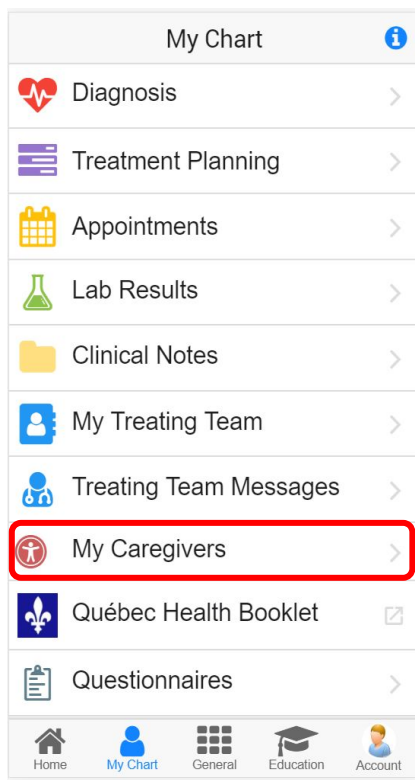 My Chart
Diagnosis
Treatment Planning
Appointments
Lab Results
Clinical Notes
My Treating Team
Treating Team Messages
My Caregivers
Québec Health Booklet
Questionnaires
Home My Chart General Education Account